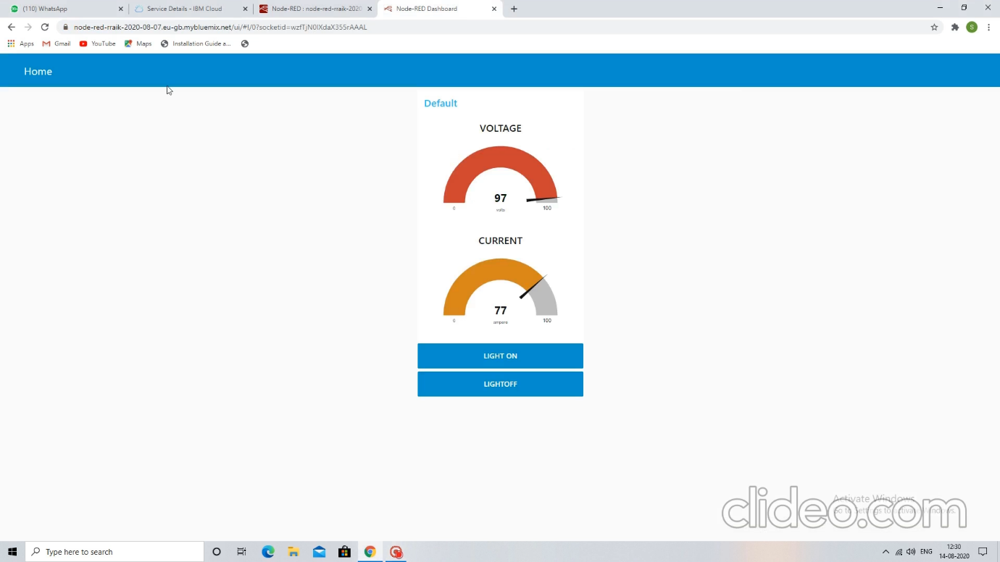 (110) WhatsApp
Service Details - IBM Cloud
Node-RED : node-red-rraik-2020
Node-RED Dashboard
node-red-rraik-2020-08-07.eu-gb.mybluemix.net/ui/#!/0?socketid=wzfTjN0IXdaX355rAAAL
S
Apps
Gmail
YouTube
Maps
Installation Guide a...
Home
Default
VOLTAGE
97
volts
0
100
CURRENT
77
ampere
0
100
LIGHT ON
LIGHTOFF
Activate Windows
Go to Settings to activate Windows.
clideo.com
Type here to search
ENG
12:30
14-08-2020